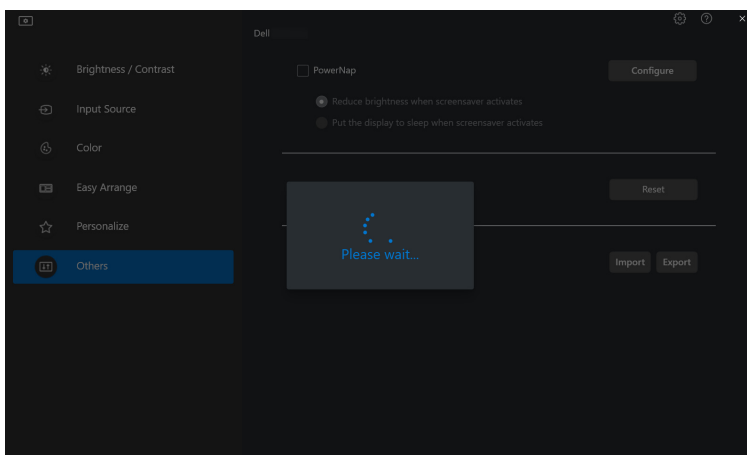 Dell
Brightness / Contrast
Input Source
Color
Easy Arrange
Personalize
Others
PowerNap
Configure
Reduce brightness when screensaver activates
Put the display to sleep when screensaver activates
Reset
Please wait...
Import Export